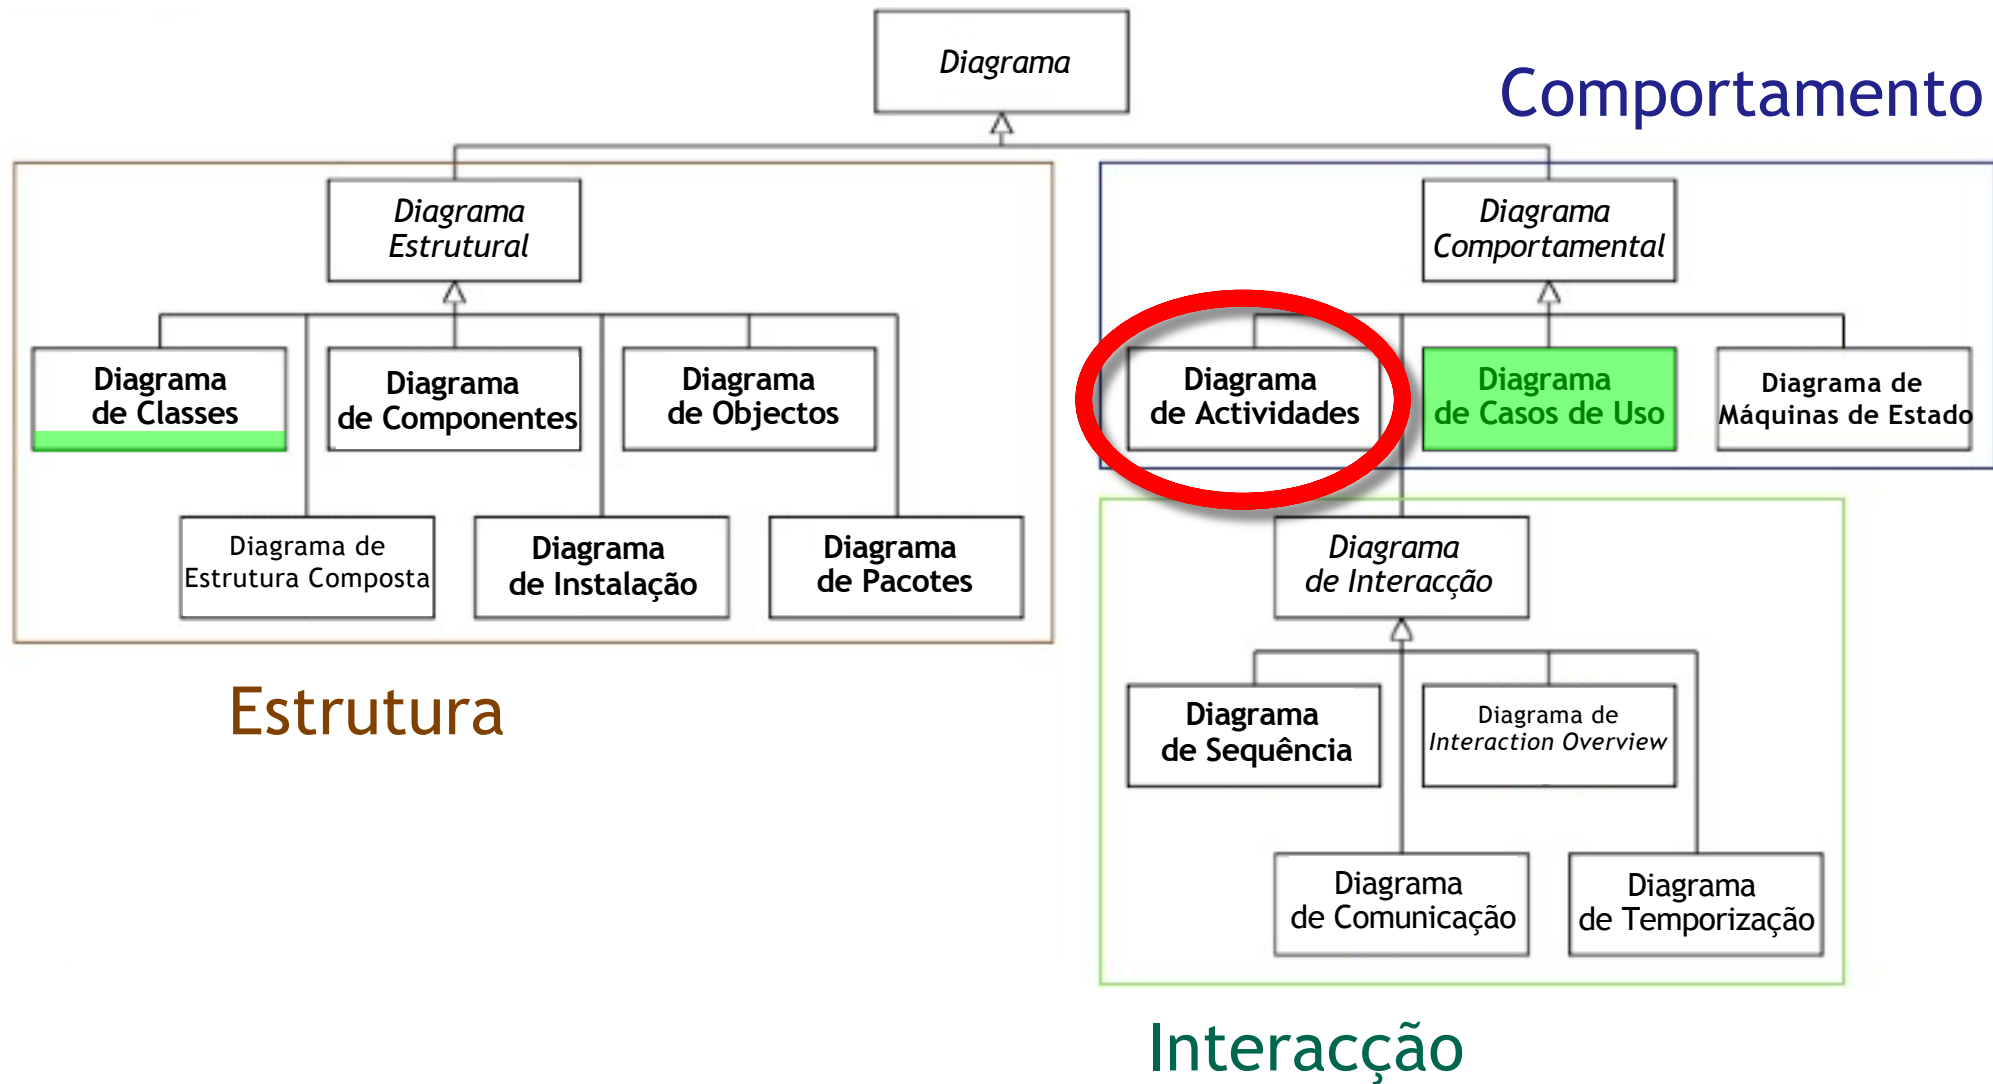 Diagrama
Comportamento
Diagrama
Estrutural
Diagrama
Comportamental
Diagrama
de Classes
Diagrama
de Componentes
Diagrama
de Objectos
Diagrama
de Actividades
Diagrama
de Casos de Uso
Diagrama de
Máquinas de Estado
Diagrama de
Estrutura Composta
Diagrama
de Instalação
Diagrama
de Pacotes
Diagrama
de Interacção
Estrutura
Diagrama
de Sequência
Diagrama de
Interaction Overview
Diagrama
de Comunicação
Diagrama
de Temporização
Interacção